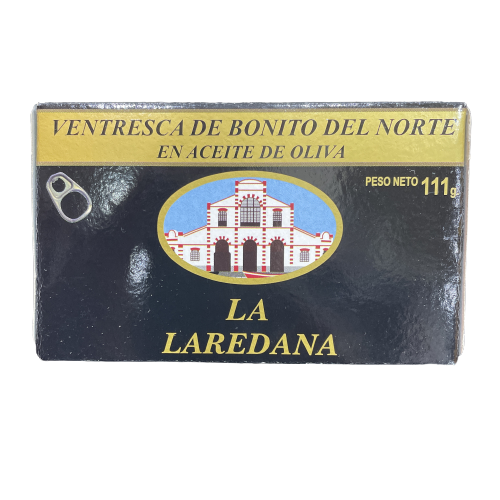 VENTRESCA DE BONITO DEL NORTE
EN ACEITE DE OLIVA
PESO NETO 111g
LA
LAREDANA